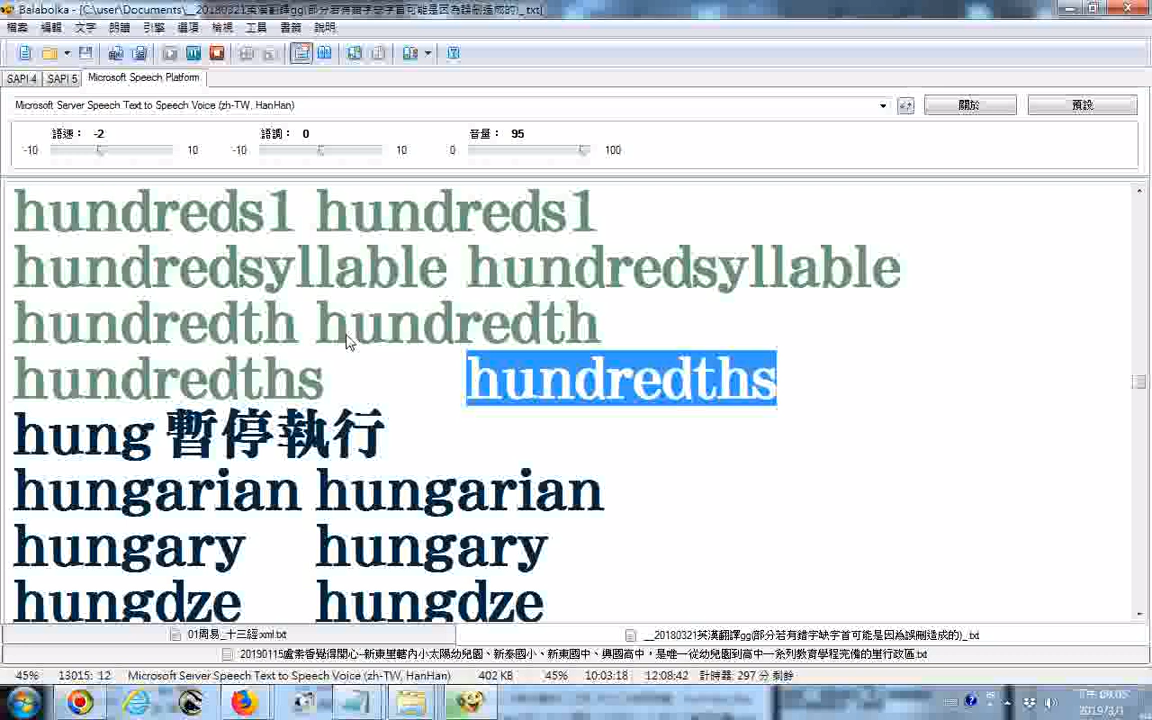 Balabolka - [C:\user\Documents\__20180321英漢翻譯gg(部分若有錯字缺字首可能是因為誤刪造成的)_.txt]
檔案 編輯 文字 朗讀 引擎 選項 檢視 工具 書籤 說明
SAPI 4 SAPI 5 Microsoft Speech Platform
Microsoft Server Speech Text to Speech Voice (zh-TW, HanHan) 關於 預設
語速： -2 語調： 0 音量： 95
-10 10 -10 10 0 100
hundreds1 hundreds1
hundredsyllable hundredsyllable
hundredth hundredth
hundredths hundredths
hung 暫停執行
hungarian hungarian
hungary hungary
hungdze hungdze
01周易_十三經.xml.txt __20180321英漢翻譯gg(部分若有錯字缺字首可能是因為誤刪造成的)_.txt
20190115盧素香覺得開心-新東里轄內小太陽幼兒園、新泰國小、新東國中、興國高中，是唯一從幼兒園到高中一系列教育學程完備的里行政區.txt
45% 13015: 12 Microsoft Server Speech Text to Speech Voice (zh-TW, HanHan) 402 KB 45% 10:03:18 12:08:42 計時器: 297 分 剩餘